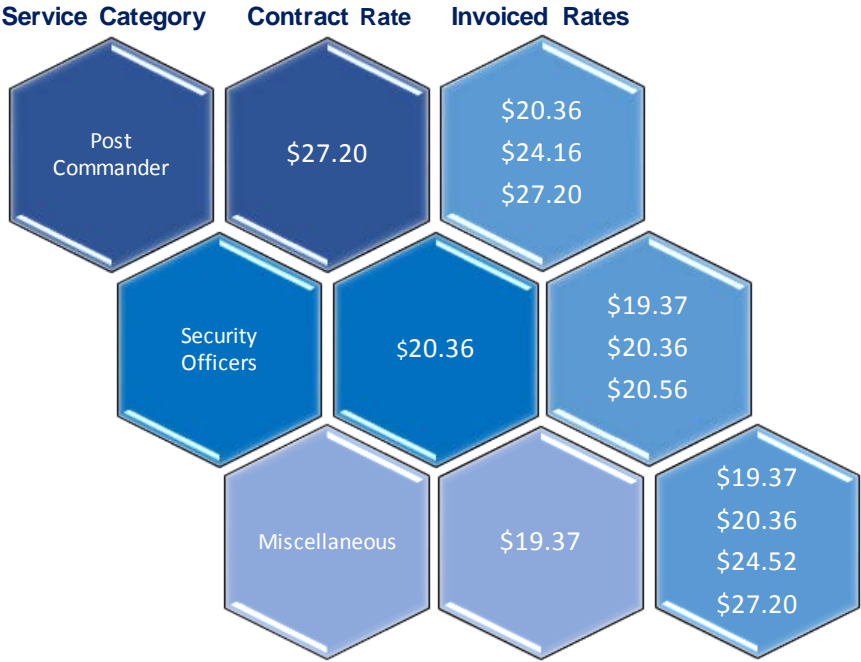 Service Category Contract Rate Invoiced Rates
Post
Commander
$27.20
$20.36
$24.16
$27.20
Security
Officers
$20.36
$19.37
$20.36
$20.56
Miscellaneous
$19.37
$19.37
$20.36
$24.52
$27.20